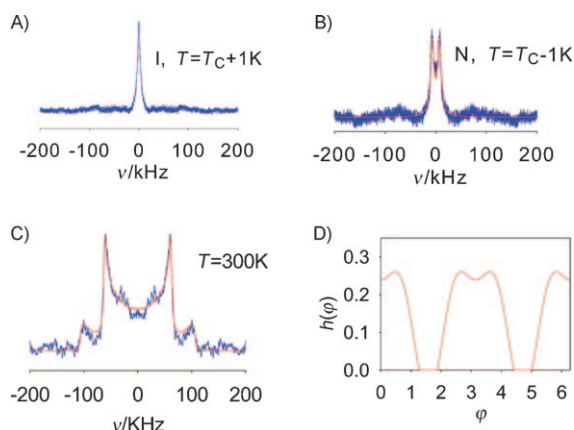 A)
I, T=TC+1K
-200 -100 0 100 200
ν/kHz
B)
N, T=TC-1K
-200 -100 0 100 200
ν/kHz
C)
T=300K
-200 -100 0 100 200
ν/KHz
D)
h(φ)
0.3
0.2
0.1
0.0
0 1 2 3 4 5 6
φ